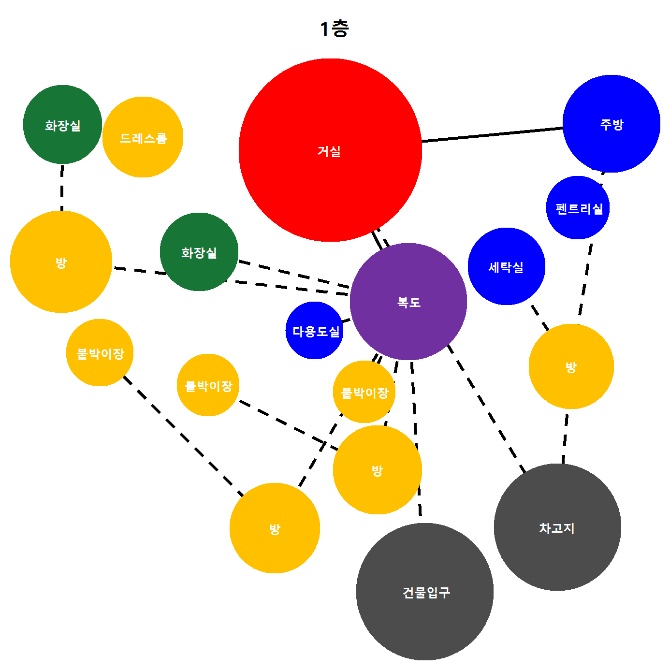 1층
화장실
드레스룸
거실
주방
펜트리실
방
화장실
세탁실
복도
다용도실
붙박이장
붙박이장
붙박이장
방
방
방
차고지
건물입구